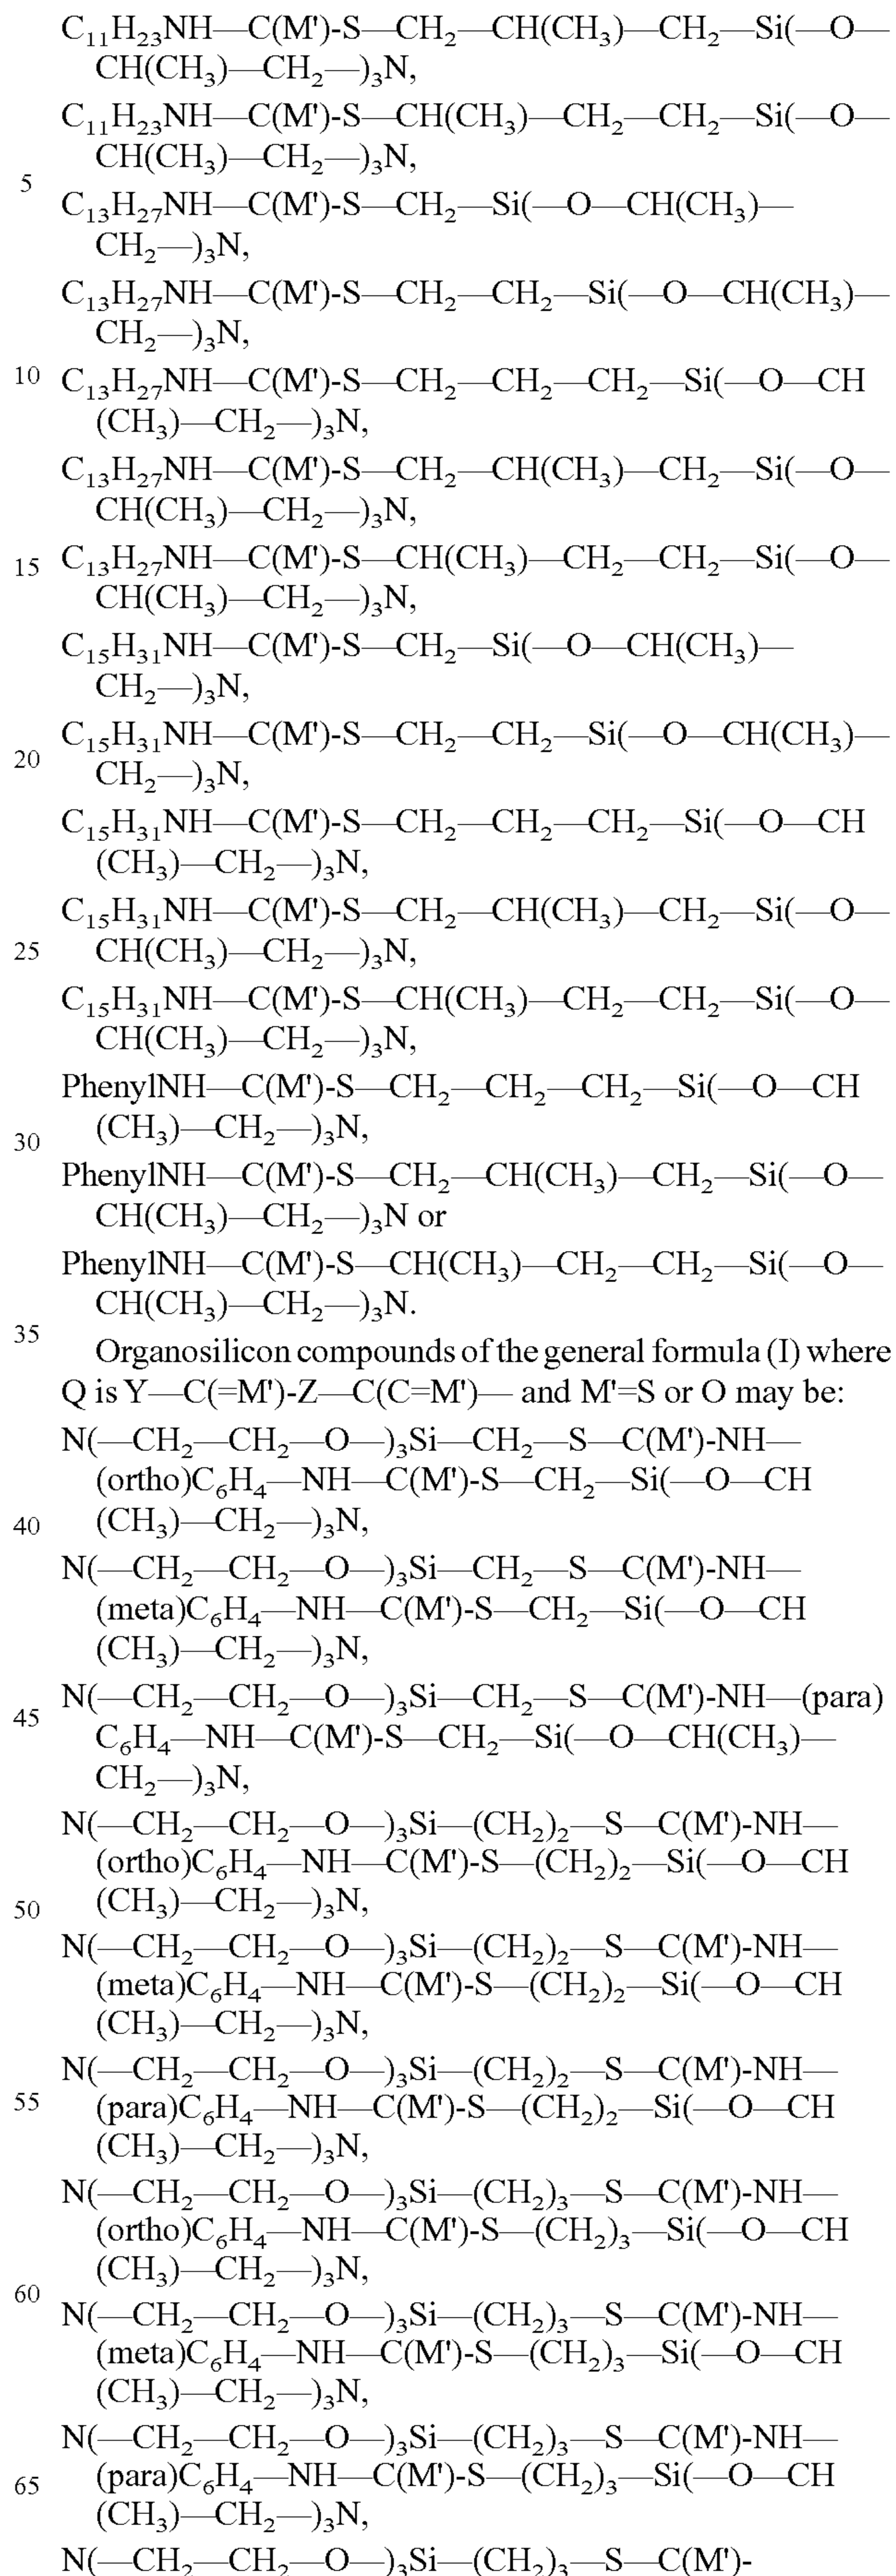 C₁₁H₂₃NH—C(M')-S—CH₂—CH(CH₃)—CH₂—Si(—O—
CH(CH₃)—CH₂—)₃N,
C₁₁H₂₃NH—C(M')-S—CH(CH₃)—CH₂—CH₂—Si(—O—
CH(CH₃)—CH₂—)₃N,
5
C₁₃H₂₇NH—C(M')-S—CH₂—Si(—O—CH(CH₃)—
CH₂—)₃N,
C₁₃H₂₇NH—C(M')-S—CH₂—CH₂—Si(—O—CH(CH₃)—
CH₂—)₃N,
10 C₁₃H₂₇NH—C(M')-S—CH₂—CH₂—CH₂—Si(—O—CH
(CH₃)—CH₂—)₃N,
C₁₃H₂₇NH—C(M')-S—CH₂—CH(CH₃)—CH₂—Si(—O—
CH(CH₃)—CH₂—)₃N,
15 C₁₃H₂₇NH—C(M')-S—CH(CH₃)—CH₂—CH₂—Si(—O—
CH(CH₃)—CH₂—)₃N,
C₁₅H₃₁NH—C(M')-S—CH₂—Si(—O—CH(CH₃)—
CH₂—)₃N,
C₁₅H₃₁NH—C(M')-S—CH₂—CH₂—Si(—O—CH(CH₃)—
20
CH₂—)₃N,
C₁₅H₃₁NH—C(M')-S—CH₂—CH₂—CH₂—Si(—O—CH
(CH₃)—CH₂—)₃N,
C₁₅H₃₁NH—C(M')-S—CH₂—CH(CH₃)—CH₂—Si(—O—
25 CH(CH₃)—CH₂—)₃N,
C₁₅H₃₁NH—C(M')-S—CH(CH₃)—CH₂—CH₂—Si(—O—
CH(CH₃)—CH₂—)₃N,
PhenylNH—C(M')-S—CH₂—CH₂—CH₂—Si(—O—CH
30 (CH₃)—CH₂—)₃N,
PhenylNH—C(M')-S—CH₂—CH(CH₃)—CH₂—Si(—O—
CH(CH₃)—CH₂—)₃N or
PhenylNH—C(M')-S—CH(CH₃)—CH₂—CH₂—Si(—O—
CH(CH₃)—CH₂—)₃N.
35
Organosilicon compounds of the general formula (I) where
Q is Y—C(=M')-Z—C(C=M')— and M'=S or O may be:
N(—CH₂—CH₂—O—)₃Si—CH₂—S—C(M')-NH—
(ortho)C₆H₄—NH—C(M')-S—CH₂—Si(—O—CH
40 (CH₃)—CH₂—)₃N,
N(—CH₂—CH₂—O—)₃Si—CH₂—S—C(M')-NH—
(meta)C₆H₄—NH—C(M')-S—CH₂—Si(—O—CH
(CH₃)—CH₂—)₃N,
45 N(—CH₂—CH₂—O—)₃Si—CH₂—S—C(M')-NH—(para)
C₆H₄—NH—C(M')-S—CH₂—Si(—O—CH(CH₃)—
CH₂—)₃N,
N(—CH₂—CH₂—O—)₃Si—(CH₂)₂—S—C(M')-NH—
(ortho)C₆H₄—NH—C(M')-S—(CH₂)₂—Si(—O—CH
50 (CH₃)—CH₂—)₃N,
N(—CH₂—CH₂—O—)₃Si—(CH₂)₂—S—C(M')-NH—
(meta)C₆H₄—NH—C(M')-S—(CH₂)₂—Si(—O—CH
(CH₃)—CH₂—)₃N,
N(—CH₂—CH₂—O—)₃Si—(CH₂)₂—S—C(M')-NH—
55 (para)C₆H₄—NH—C(M')-S—(CH₂)₂—Si(—O—CH
(CH₃)—CH₂—)₃N,
N(—CH₂—CH₂—O—)₃Si—(CH₂)₃—S—C(M')-NH—
(ortho)C₆H₄—NH—C(M')-S—(CH₂)₃—Si(—O—CH
(CH₃)—CH₂—)₃N,
60
N(—CH₂—CH₂—O—)₃Si—(CH₂)₃—S—C(M')-NH—
(meta)C₆H₄—NH—C(M')-S—(CH₂)₃—Si(—O—CH
(CH₃)—CH₂—)₃N,
N(—CH₂—CH₂—O—)₃Si—(CH₂)₃—S—C(M')-NH—
65 (para)C₆H₄—NH—C(M')-S—(CH₂)₃—Si(—O—CH
(CH₃)—CH₂—)₃N,
N(—CH₂—CH₂—O—)₃Si—(CH₂)₃—S—C(M')-